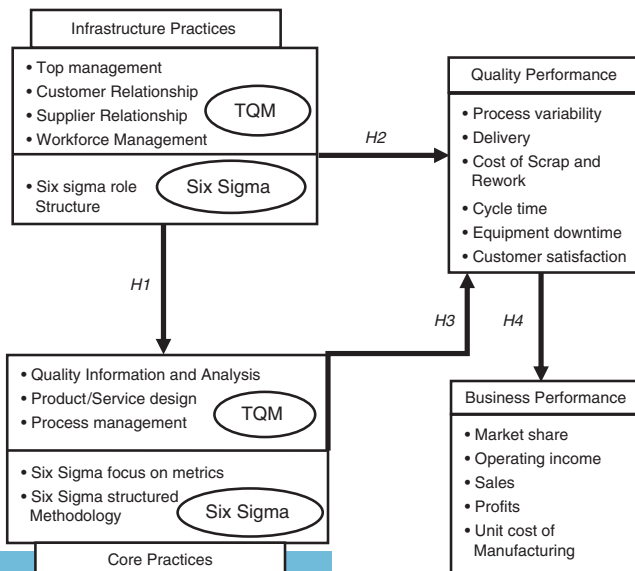 Infrastructure Practices
• Top management
• Customer Relationship
• Supplier Relationship
• Workforce Management
TQM
• Six sigma role
Structure
Six Sigma
H2
Quality Performance
• Process variability
• Delivery
• Cost of Scrap and
Rework
• Cycle time
• Equipment downtime
• Customer satisfaction
H1
H3
H4
• Quality Information and Analysis
• Product/Service design
• Process management
TQM
• Six Sigma focus on metrics
• Six Sigma structured
Methodology
Six Sigma
Core Practices
Business Performance
• Market share
• Operating income
• Sales
• Profits
• Unit cost of
Manufacturing